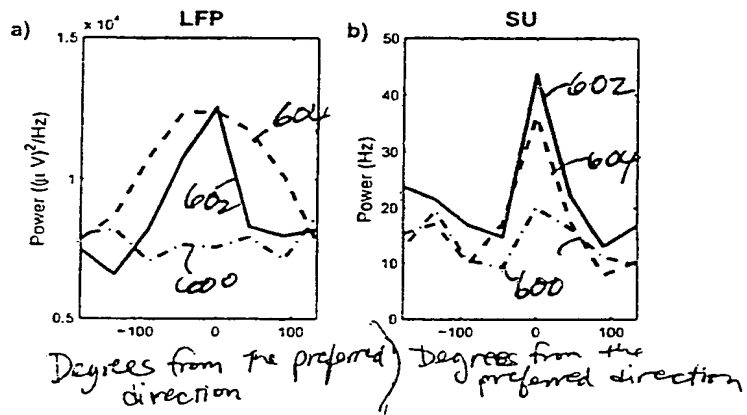 a)
LFP
1.5 x 10⁴
1
0.5
Power ((μ V)²/Hz)
-100 0 100
604
602
600
Degrees from the preferred
direction
b)
SU
50
40
30
20
10
0
Power (Hz)
-100 0 100
602
604
600
Degrees from the
preferred direction